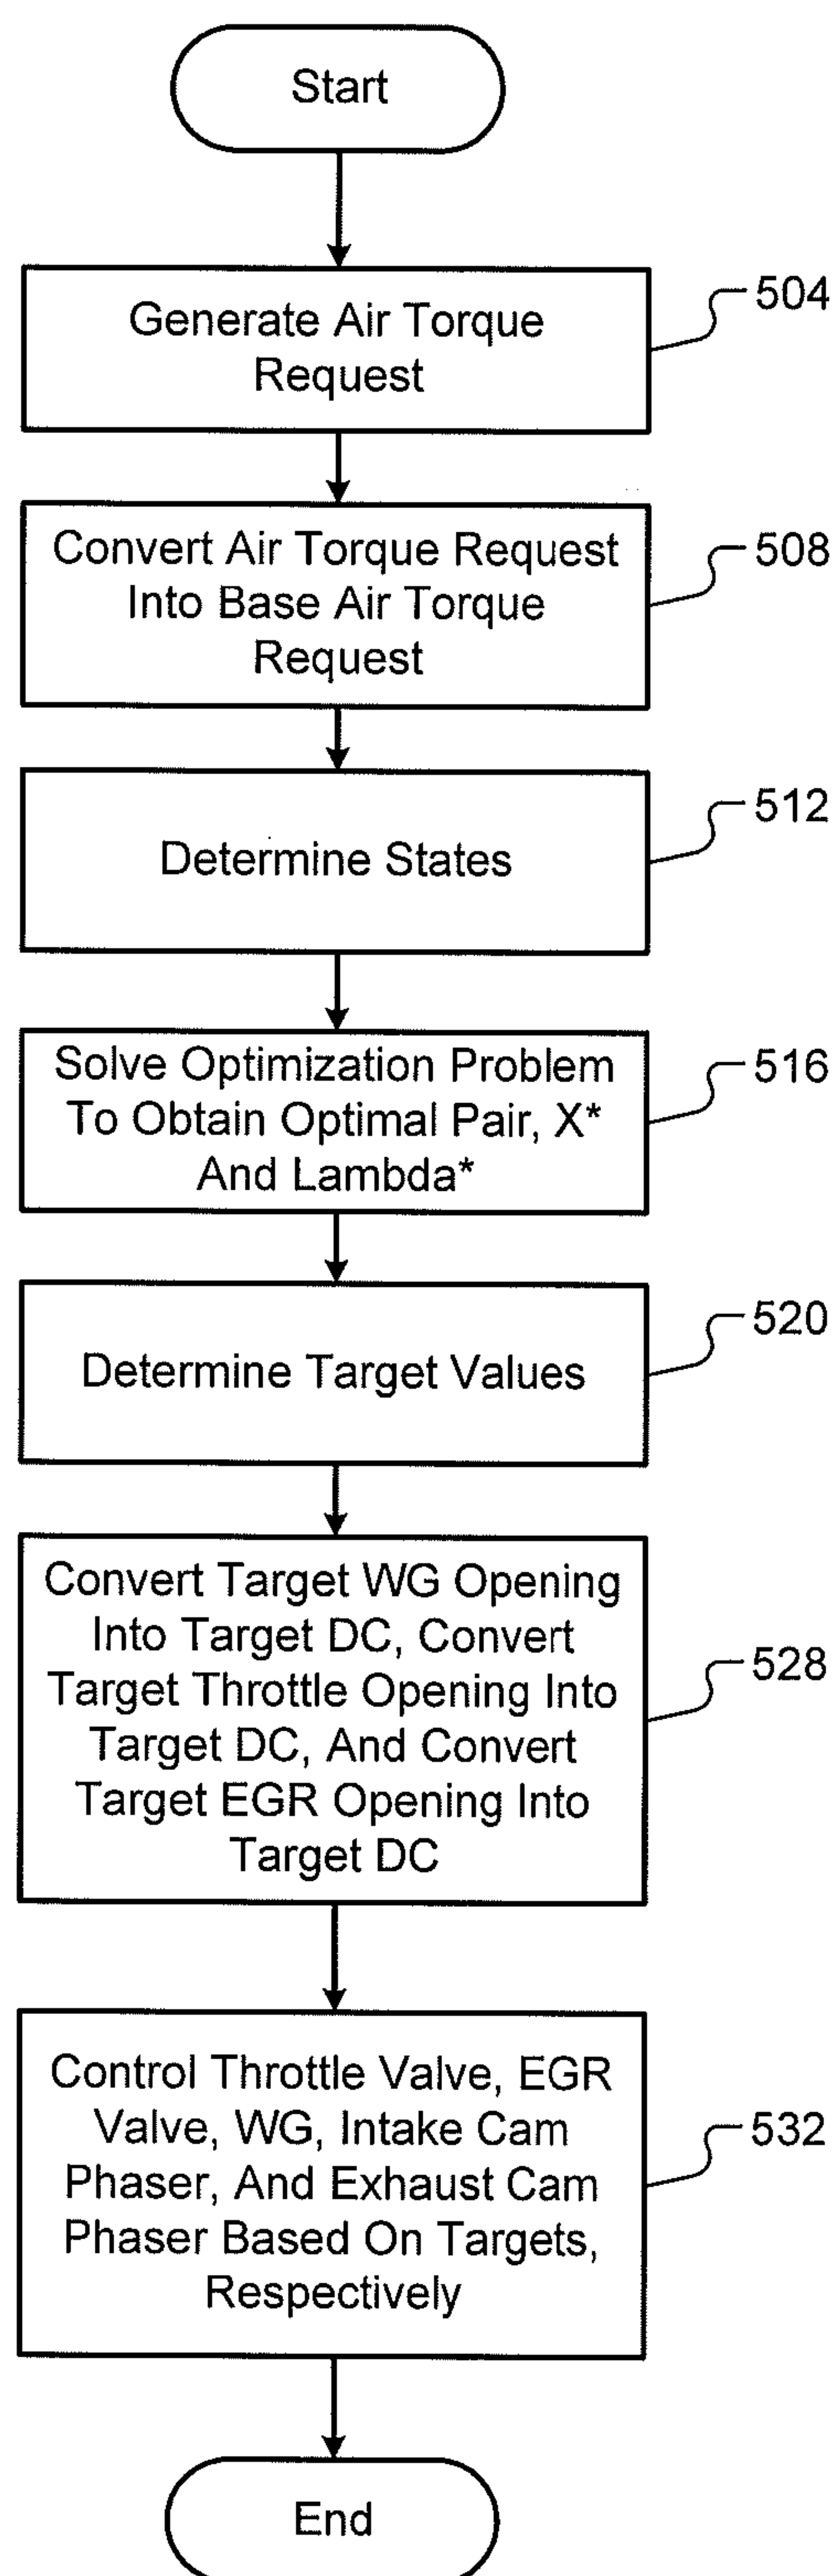 Start
Generate Air Torque
Request
504
Convert Air Torque Request
Into Base Air Torque
Request
508
Determine States
512
Solve Optimization Problem
To Obtain Optimal Pair, X*
And Lambda*
516
Determine Target Values
520
Convert Target WG Opening
Into Target DC, Convert
Target Throttle Opening Into
Target DC, And Convert
Target EGR Opening Into
Target DC
528
Control Throttle Valve, EGR
Valve, WG, Intake Cam
Phaser, And Exhaust Cam
Phaser Based On Targets,
Respectively
532
End